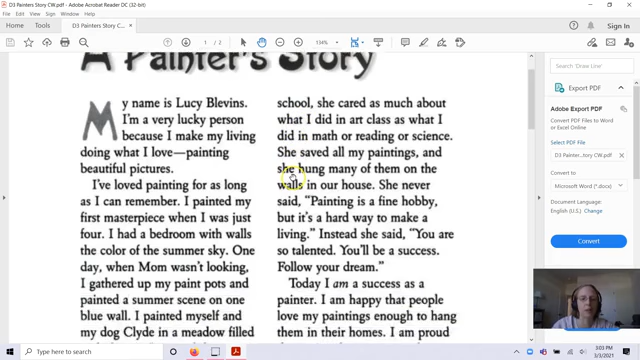 D3 Painters Story CW.pdf - Adobe Acrobat Reader DC (32-bit)
File Edit View Sign Window Help
Home Tools D3 Painters Story CW... ×
Sign In
1 / 2
134%
A Painter's Story
My name is Lucy Blevins.
I'm a very lucky person
because I make my living
doing what I love—painting
beautiful pictures.
I've loved painting for as long
as I can remember. I painted my
first masterpiece when I was just
four. I had a bedroom with walls
the color of the summer sky. One
day, when Mom wasn't looking,
I gathered up my paint pots and
painted a summer scene on one
blue wall. I painted myself and
my dog Clyde in a meadow filled
school, she cared as much about
what I did in art class as what I
did in math or reading or science.
She saved all my paintings, and
she hung many of them on the
walls in our house. She never
said, "Painting is a fine hobby,
but it's a hard way to make a
living." Instead she said, "You are
so talented. You'll be a success.
Follow your dream."
Today I am a success as a
painter. I am happy that people
love my paintings enough to hang
them in their homes. I am proud
Search 'Draw Line'
Export PDF
Adobe Export PDF
Convert PDF Files to Word
or Excel Online
Select PDF File
D3 Painter...tory CW.pdf ×
Convert to
Microsoft Word (*.docx)
Document Language:
English (U.S.) Change
Convert
Type here to search
3:03 PM
3/3/2021